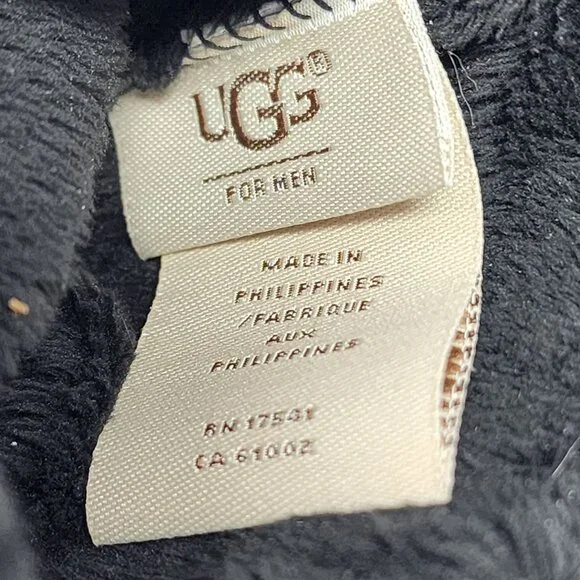 UGG®
FOR MEN
MADE IN
PHILIPPINES
/FABRIQUE
AUX
PHILIPPINES
RN 17541
CA 61002